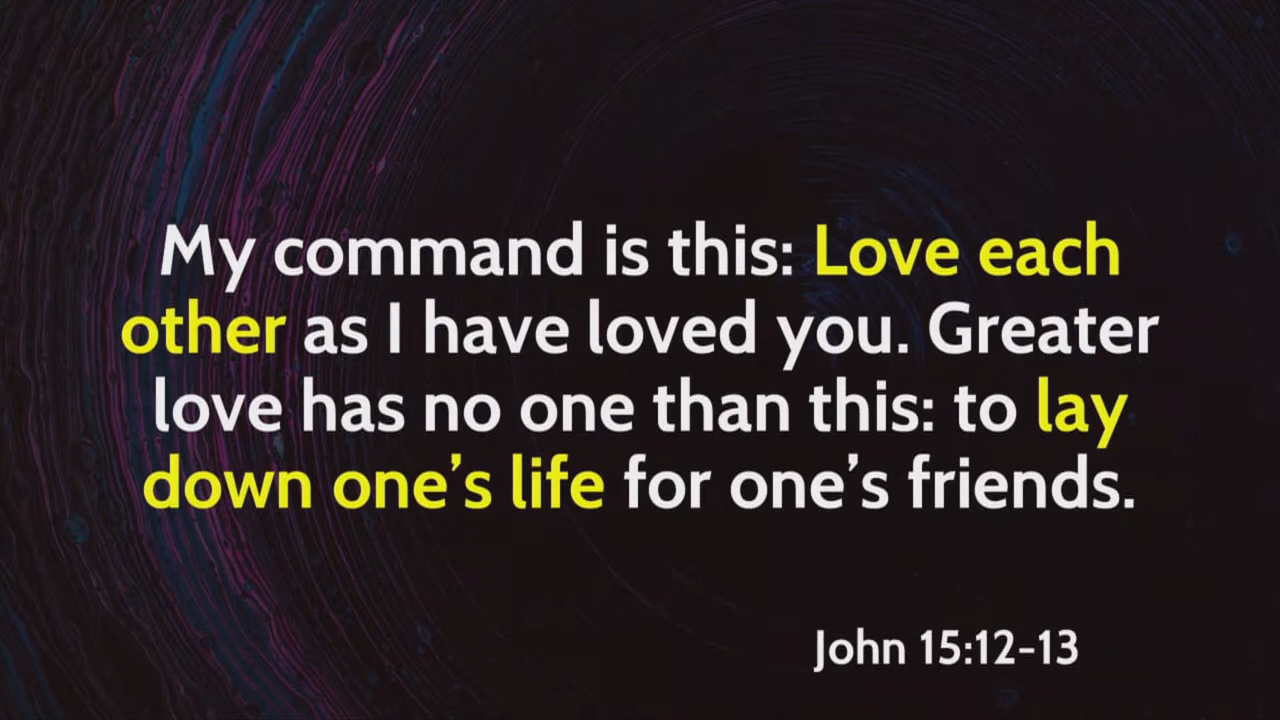 My command is this: Love each
other as I have loved you. Greater
love has no one than this: to lay
down one’s life for one’s friends.
John 15:12-13